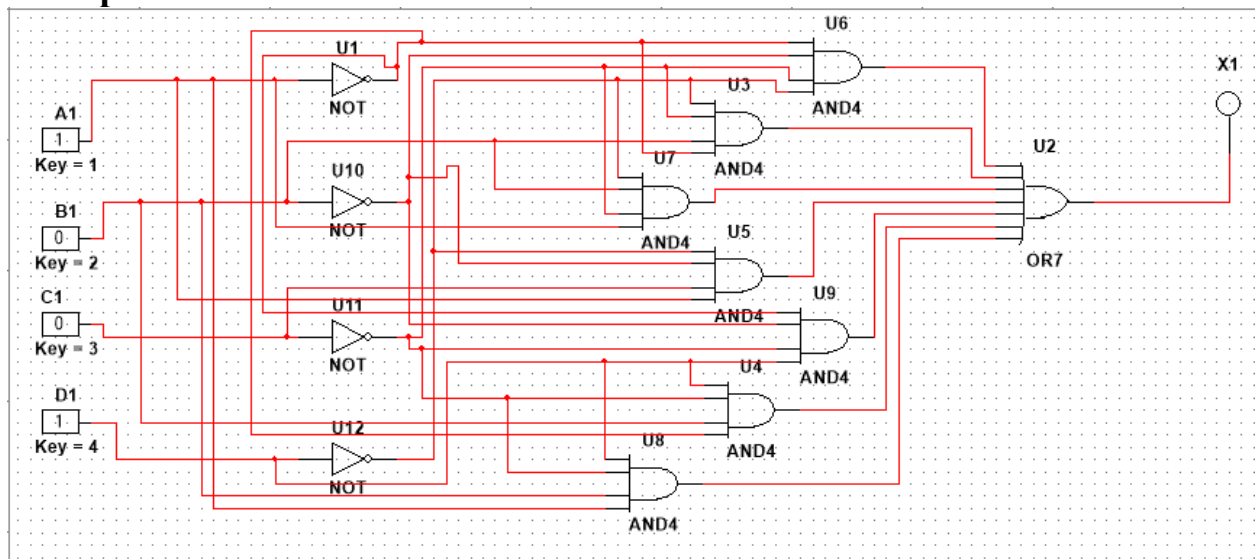 U6
U1
X1
U3
NOT
AND4
A1
1
Key = 1
U2
U7
AND4
U10
B1
0
Key = 2
NOT
AND4
U5
OR7
C1
0
Key = 3
U11
U9
AND4
NOT
U4
AND4
D1
1
Key = 4
U12
U8
AND4
NOT
AND4